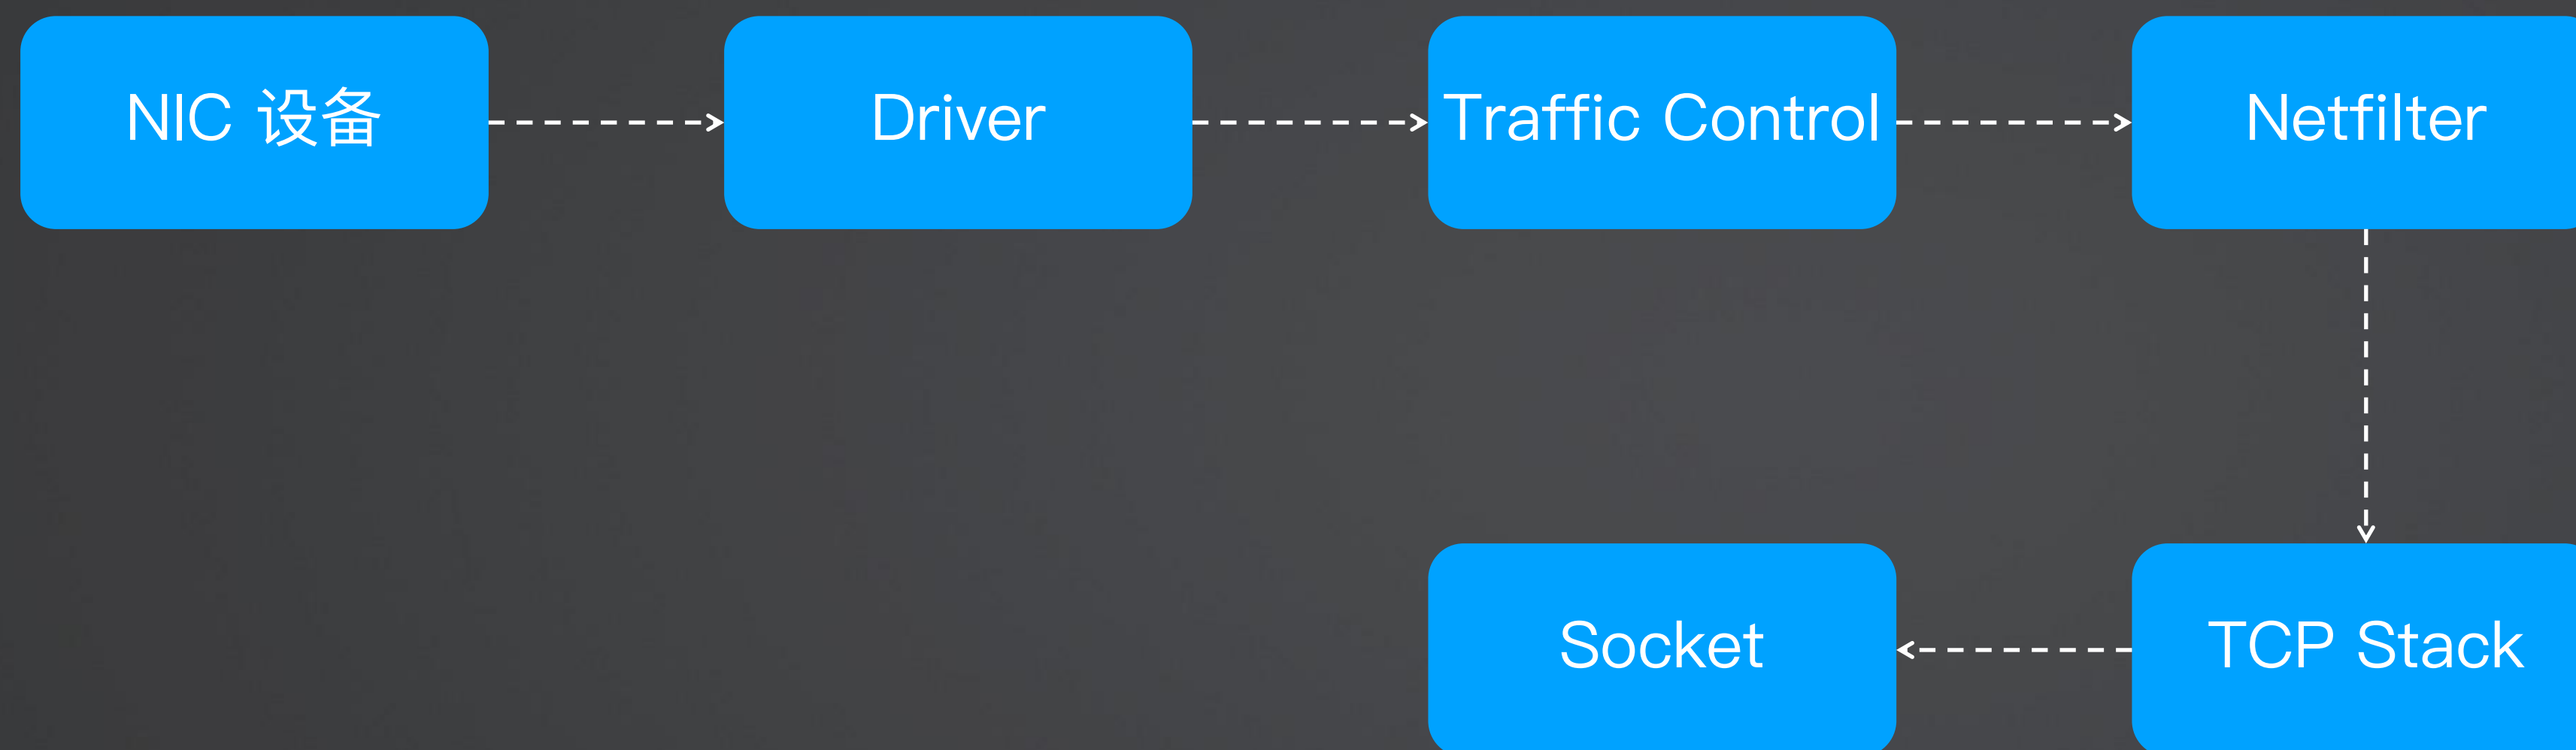 NIC 设备
Driver
Traffic Control
Netfilter
Socket
TCP Stack